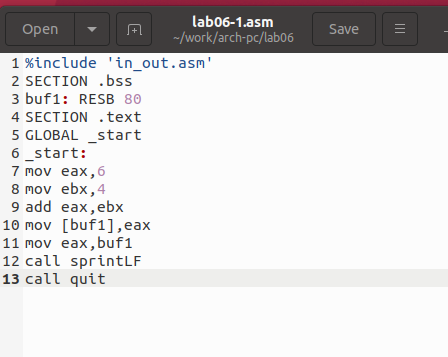 Open lab06-1.asm Save
~/work/arch-pc/lab06
1 %include 'in_out.asm'
2 SECTION .bss
3 buf1: RESB 80
4 SECTION .text
5 GLOBAL _start
6 _start:
7 mov eax,6
8 mov ebx,4
9 add eax,ebx
10 mov [buf1],eax
11 mov eax,buf1
12 call sprintLF
13 call quit